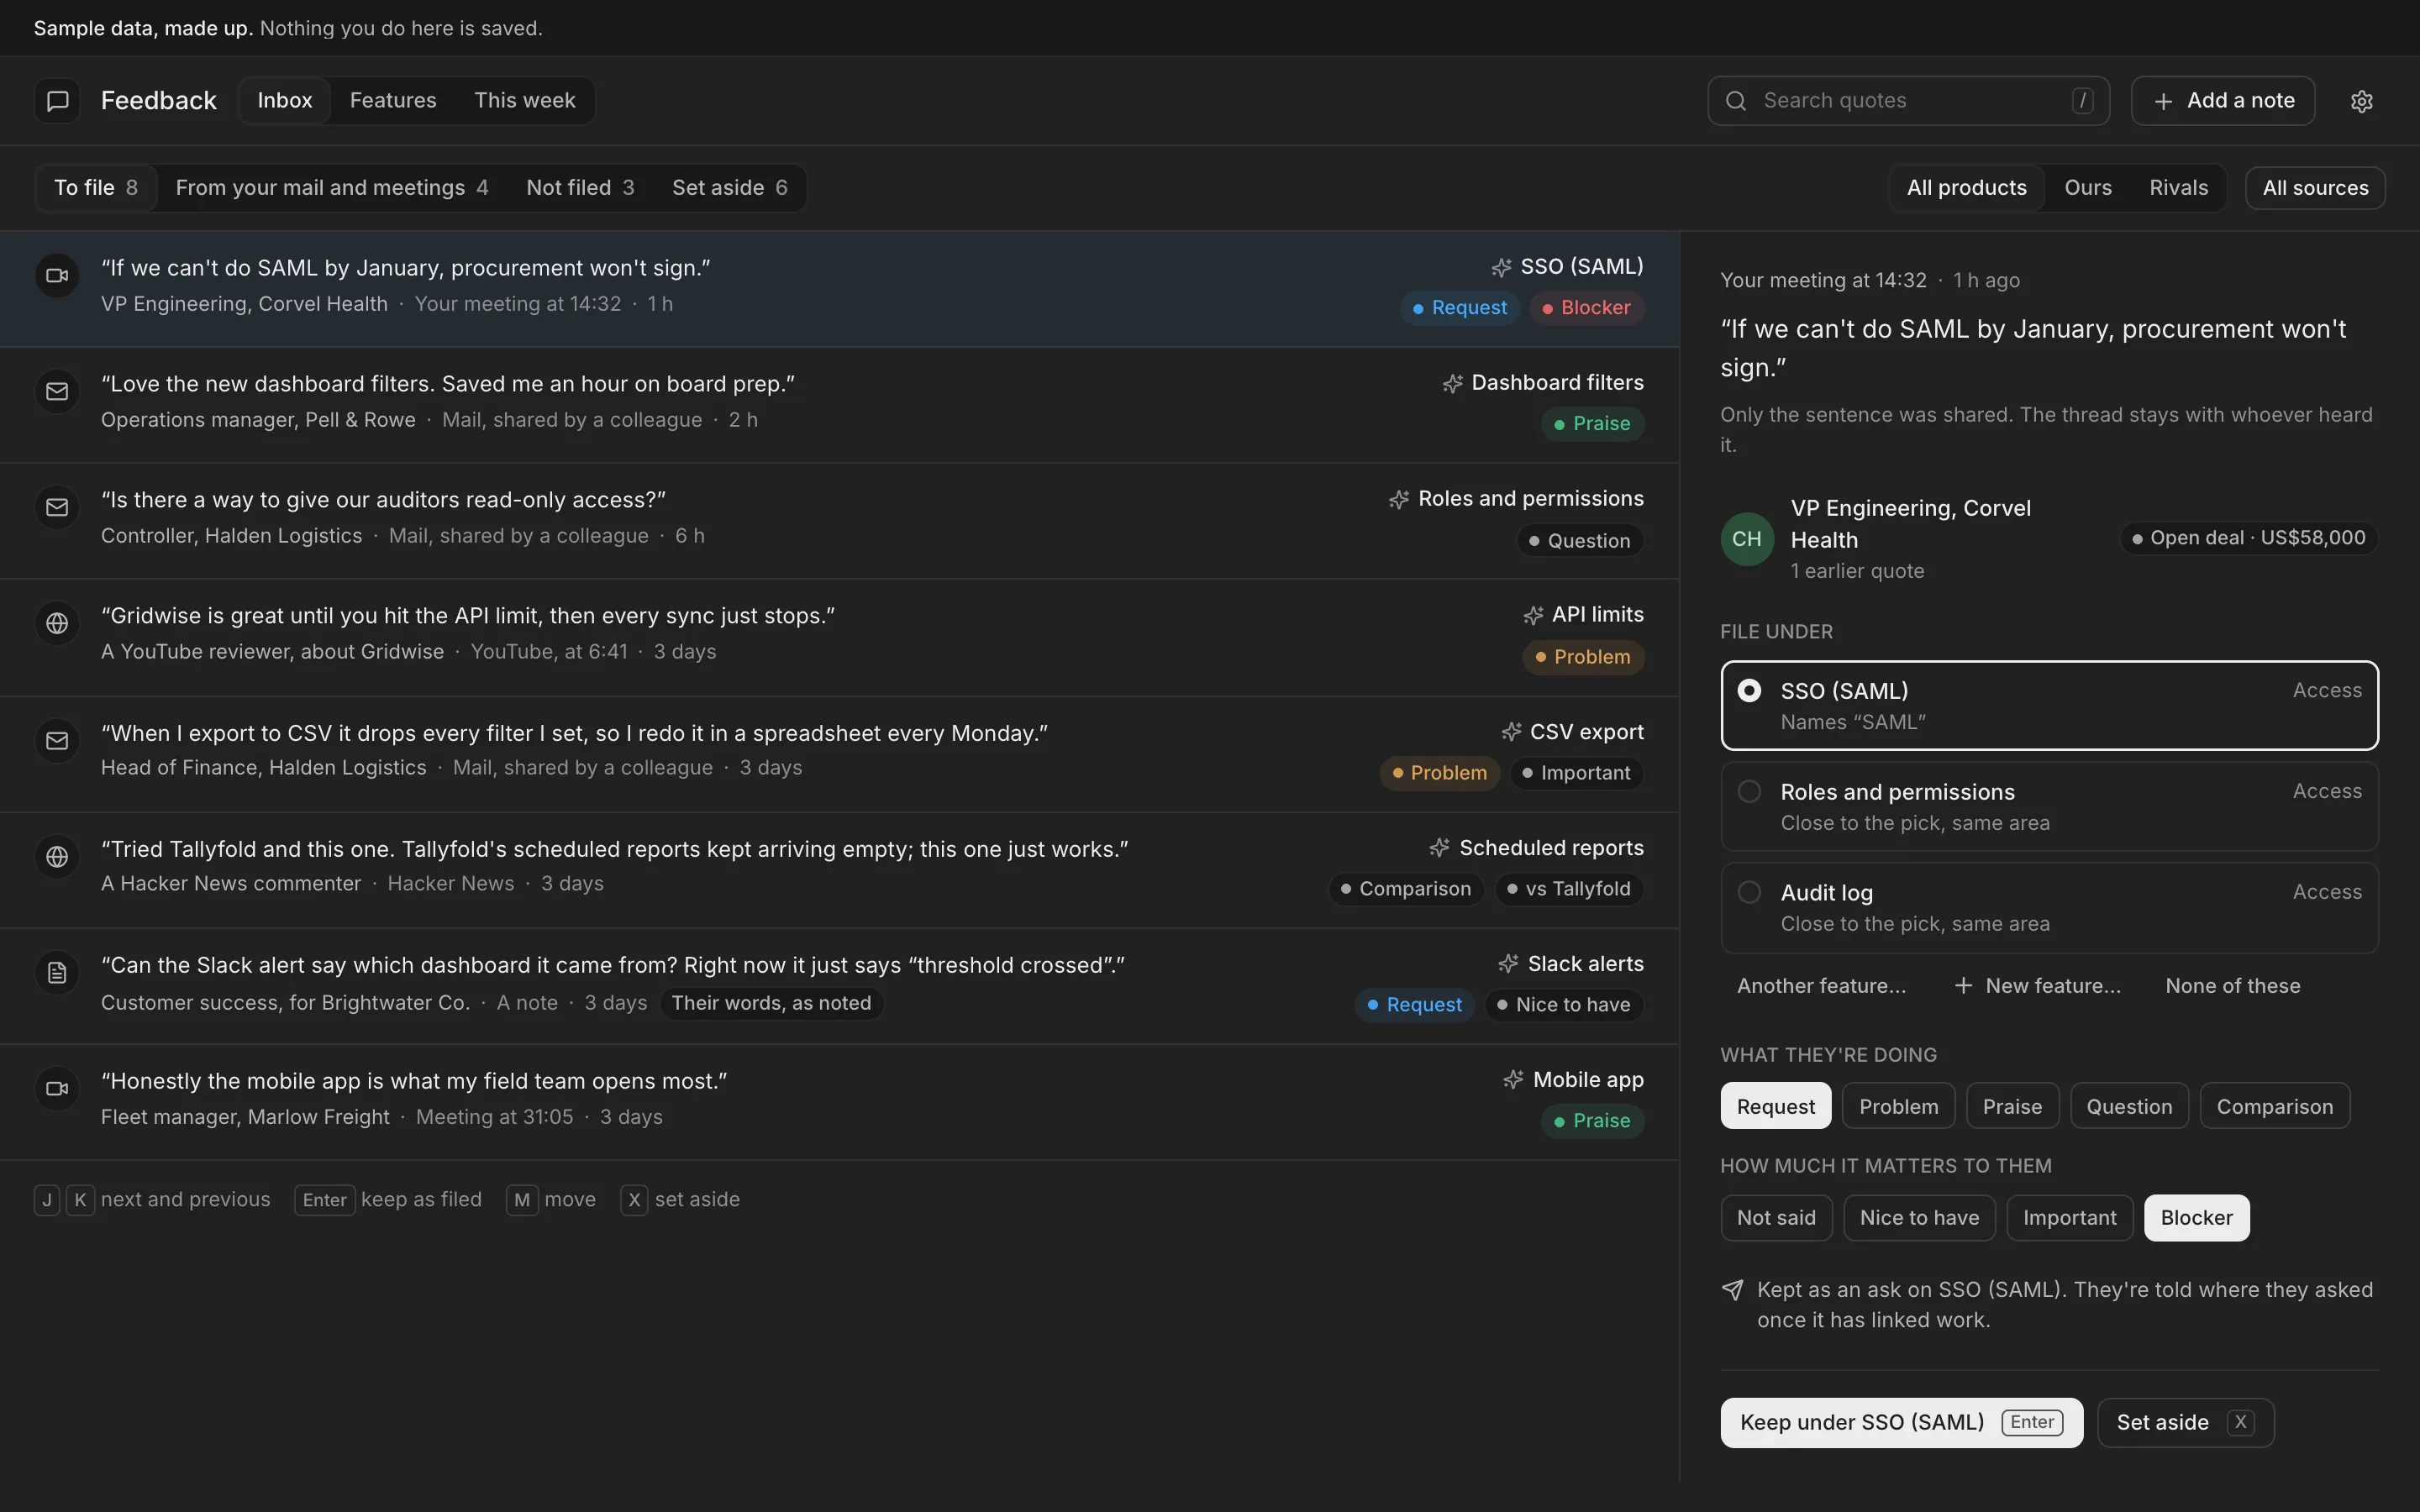 Sample data, made up. Nothing you do here is saved.
Feedback
Inbox
Features
This week
Search quotes
/
Add a note
To file 8
From your mail and meetings 4
Not filed 3
Set aside 6
All products
Ours
Rivals
All sources
“If we can't do SAML by January, procurement won't sign.”
VP Engineering, Corvel Health · Your meeting at 14:32 · 1 h
SSO (SAML)
Request
Blocker
“Love the new dashboard filters. Saved me an hour on board prep.”
Operations manager, Pell & Rowe · Mail, shared by a colleague · 2 h
Dashboard filters
Praise
“Is there a way to give our auditors read-only access?”
Controller, Halden Logistics · Mail, shared by a colleague · 6 h
Roles and permissions
Question
“Gridwise is great until you hit the API limit, then every sync just stops.”
A YouTube reviewer, about Gridwise · YouTube, at 6:41 · 3 days
API limits
Problem
“When I export to CSV it drops every filter I set, so I redo it in a spreadsheet every Monday.”
Head of Finance, Halden Logistics · Mail, shared by a colleague · 3 days
CSV export
Problem
Important
“Tried Tallyfold and this one. Tallyfold's scheduled reports kept arriving empty; this one just works.”
A Hacker News commenter · Hacker News · 3 days
Scheduled reports
Comparison
vs Tallyfold
“Can the Slack alert say which dashboard it came from? Right now it just says “threshold crossed”.”
Customer success, for Brightwater Co. · A note · 3 days
Their words, as noted
Slack alerts
Request
Nice to have
“Honestly the mobile app is what my field team opens most.”
Fleet manager, Marlow Freight · Meeting at 31:05 · 3 days
Mobile app
Praise
J K next and previous
Enter keep as filed
M move
X set aside
Your meeting at 14:32 · 1 h ago
“If we can't do SAML by January, procurement won't
sign.”
Only the sentence was shared. The thread stays with whoever heard
it.
CH
VP Engineering, Corvel
Health
1 earlier quote
Open deal · US$58,000
FILE UNDER
SSO (SAML)
Access
Names “SAML”
Roles and permissions
Access
Close to the pick, same area
Audit log
Access
Close to the pick, same area
Another feature...
New feature...
None of these
WHAT THEY'RE DOING
Request
Problem
Praise
Question
Comparison
HOW MUCH IT MATTERS TO THEM
Not said
Nice to have
Important
Blocker
Kept as an ask on SSO (SAML). They're told where they asked
once it has linked work.
Keep under SSO (SAML) Enter
Set aside X